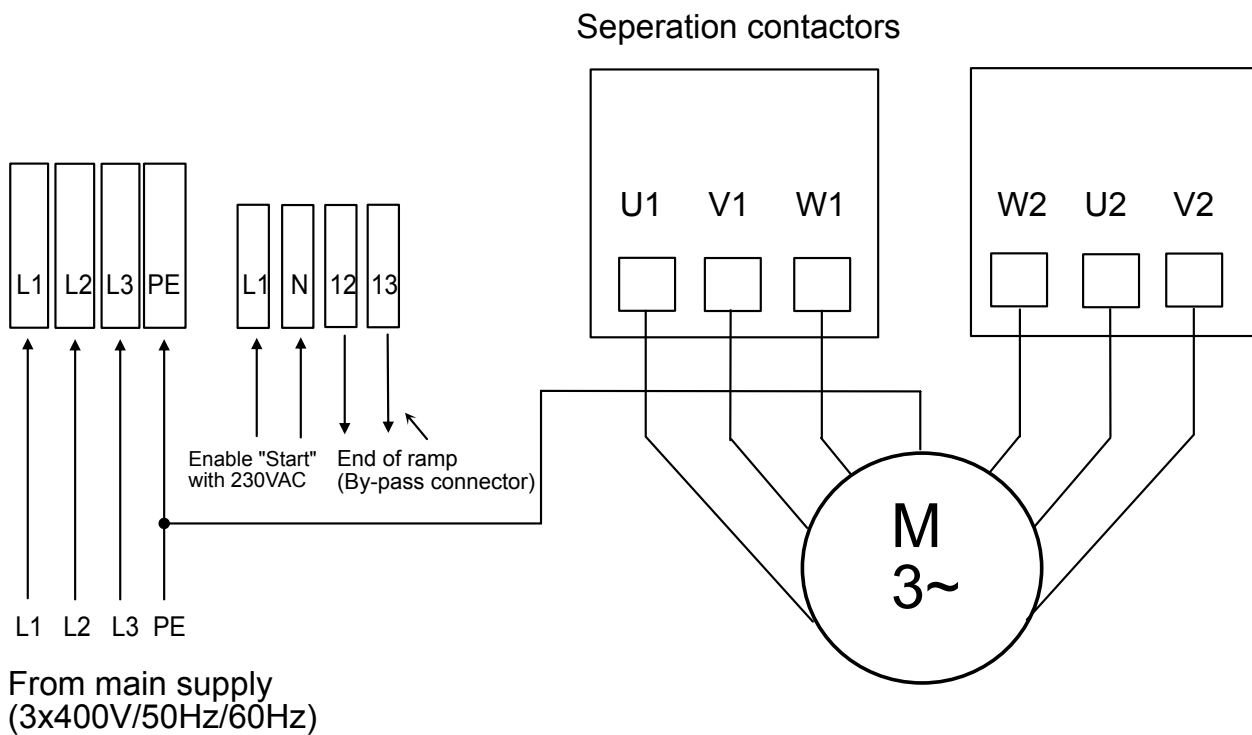 Seperation contactors
U1 V1 W1
W2 U2 V2
L1 L2 L3 PE
L1 N 12 13
Enable "Start"
with 230VAC
End of ramp
(By-pass connector)
M
3~
L1 L2 L3 PE
From main supply
(3x400V/50Hz/60Hz)